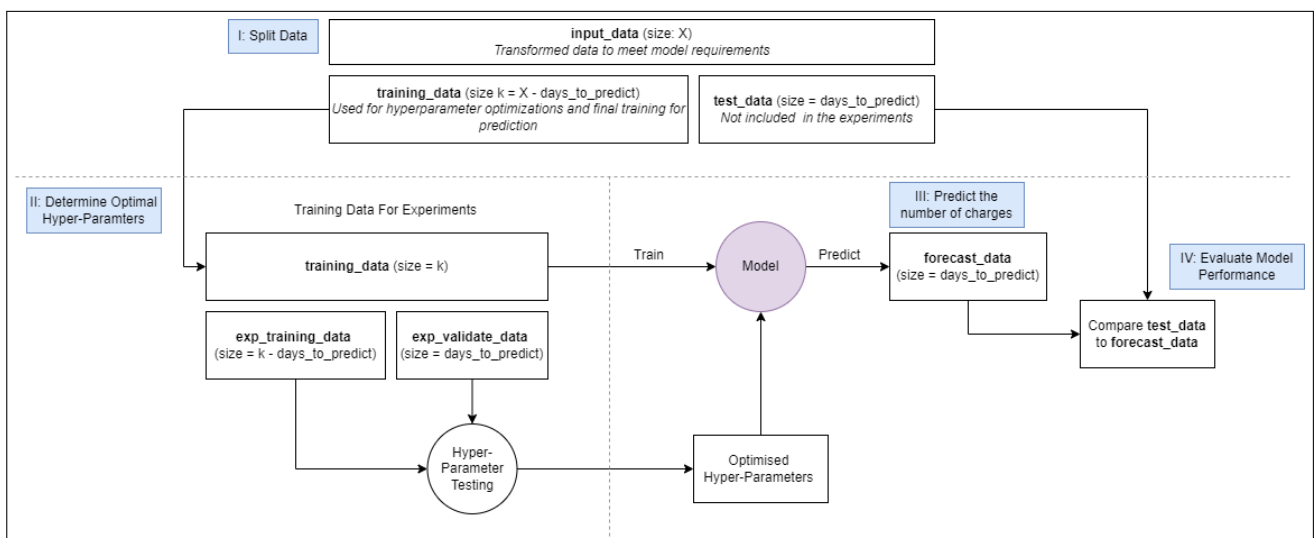 I: Split Data
input_data (size: X)
Transformed data to meet model requirements
training_data (size k = X - days_to_predict)
Used for hyperparameter optimizations and final training for
prediction
test_data (size = days_to_predict)
Not included in the experiments
II: Determine Optimal
Hyper-Paramters
Training Data For Experiments
training_data (size = k)
Train
Model
Predict
III: Predict the
number of charges
forecast_data
(size = days_to_predict)
IV: Evaluate Model
Performance
Compare test_data
to forecast_data
exp_training_data
(size = k - days_to_predict)
exp_validate_data
(size = days_to_predict)
Hyper-
Parameter
Testing
Optimised
Hyper-Parameters